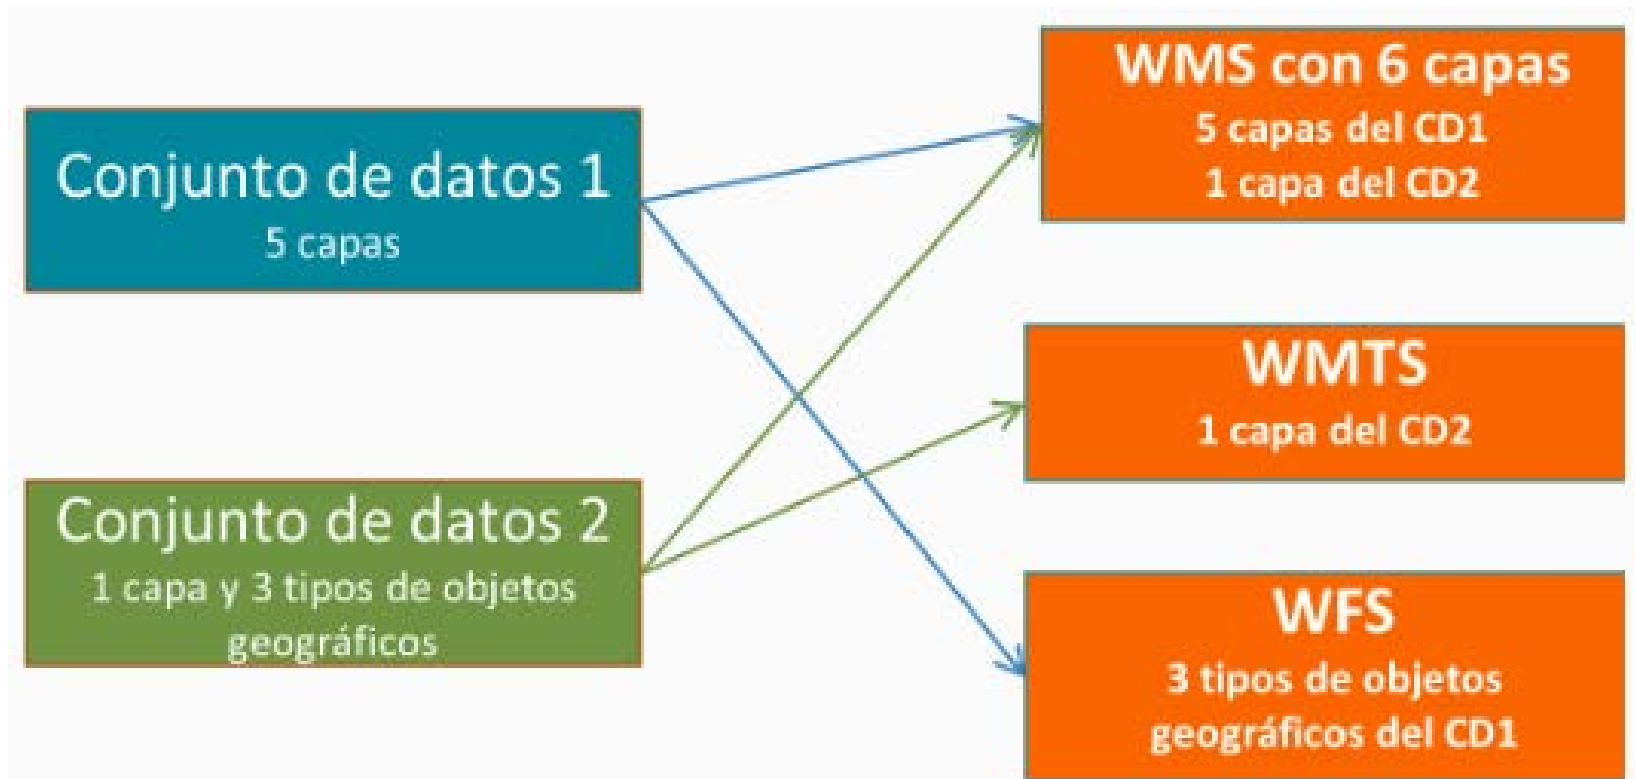 Conjunto de datos 1
5 capas
Conjunto de datos 2
1 capa y 3 tipos de objetos
geográficos
WMS con 6 capas
5 capas del CD1
1 capa del CD2
WMTS
1 capa del CD2
WFS
3 tipos de objetos
geográficos del CD1